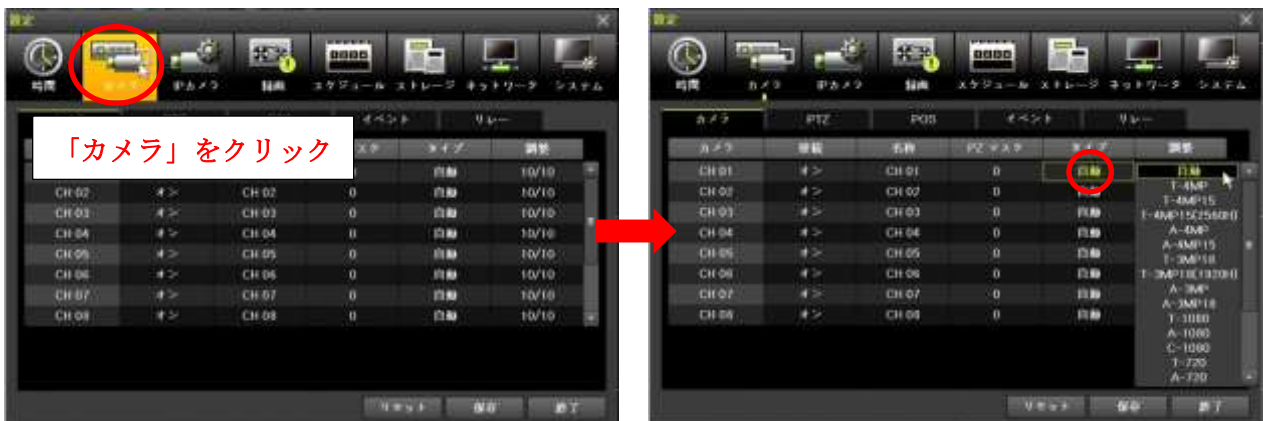 設定
時間 カメラ IPカメラ 録画 スケジュール ストレージ ネットワーク システム
イベント リレー
「カメラ」をクリック
タイプ 調整
自動 10/10
CH 02 オン CH 02 0 自動 10/10
CH 03 オン CH 03 0 自動 10/10
CH 04 オン CH 04 0 自動 10/10
CH 05 オン CH 05 0 自動 10/10
CH 06 オン CH 06 0 自動 10/10
CH 07 オン CH 07 0 自動 10/10
CH 08 オン CH 08 0 自動 10/10
リセット 保存 終了
設定
時間 カメラ IPカメラ 録画 スケジュール ストレージ ネットワーク システム
カメラ PTZ POS イベント リレー
カメラ 接続 名称 PZ マスク タイプ 調整
CH 01 オン CH 01 0 自動
CH 02 オン CH 02 0 自動
CH 03 オン CH 03 0 自動
CH 04 オン CH 04 0 自動
CH 05 オン CH 05 0 自動
CH 06 オン CH 06 0 自動
CH 07 オン CH 07 0 自動
CH 08 オン CH 08 0 自動
自動
T-4MP
T-4MP15
T-4MP15(2560H)
A-4MP
A-4MP15
T-3MP18
T-3MP18(1920H)
A-3MP
A-3MP18
T-1080
A-1080
C-1080
T-720
A-720
リセット 保存 終了